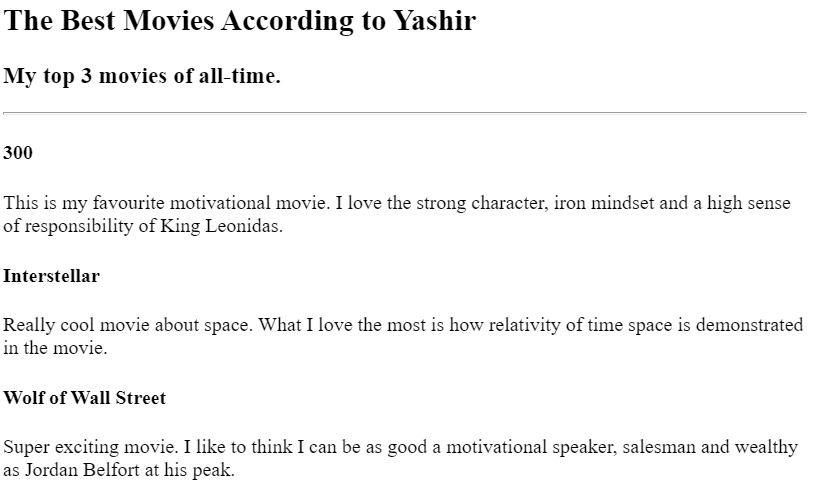 The Best Movies According to Yashir
My top 3 movies of all-time.
300
This is my favourite motivational movie. I love the strong character, iron mindset and a high sense
of responsibility of King Leonidas.
Interstellar
Really cool movie about space. What I love the most is how relativity of time space is demonstrated
in the movie.
Wolf of Wall Street
Super exciting movie. I like to think I can be as good a motivational speaker, salesman and wealthy
as Jordan Belfort at his peak.